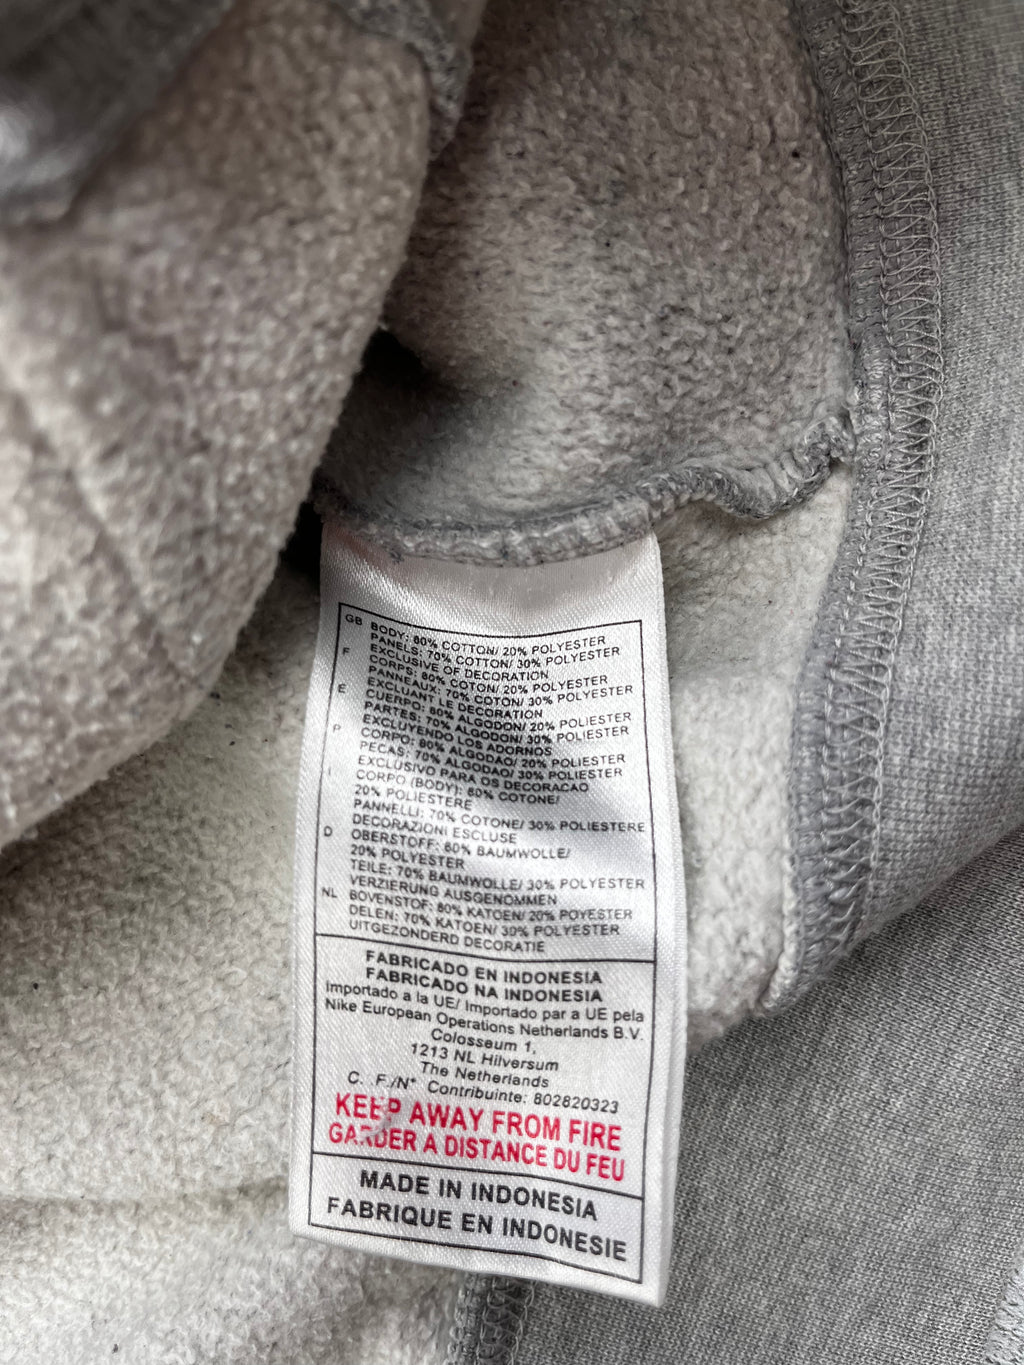 GB BODY: 80% COTTON/ 20% POLYESTER
PANELS: 70% COTTON/ 30% POLYESTER
EXCLUSIVE OF DECORATION
F CORPS: 80% COTON/ 20% POLYESTER
PANNEAUX: 70% COTON/ 30% POLYESTER
EXCLUANT LE DECORATION
E CUERPO: 80% ALGODON/ 20% POLIESTER
PARTES: 70% ALGODON/ 30% POLIESTER
EXCLUYENDO LOS ADORNOS
P CORPO: 80% ALGODAO/ 20% POLIESTER
PECAS: 70% ALGODAO/ 30% POLIESTER
EXCLUSIVO PARA OS DECORACAO
I CORPO (BODY): 80% COTONE/
20% POLIESTERE
PANNELLI: 70% COTONE/ 30% POLIESTERE
DECORAZIONI ESCLUSE
D OBERSTOFF: 80% BAUMWOLLE/
20% POLYESTER
TEILE: 70% BAUMWOLLE/ 30% POLYESTER
VERZIERUNG AUSGENOMMEN
NL BOVENSTOF: 80% KATOEN/ 20% POYESTER
DELEN: 70% KATOEN/ 30% POLYESTER
UITGEZONDERD DECORATIE
FABRICADO EN INDONESIA
FABRICADO NA INDONESIA
Importado a la UE/ Importado par a UE pela
Nike European Operations Netherlands B.V.
Colosseum 1,
1213 NL Hilversum
The Netherlands
C. F./N° Contribuinte: 802820323
KEEP AWAY FROM FIRE
GARDER A DISTANCE DU FEU
MADE IN INDONESIA
FABRIQUE EN INDONESIE